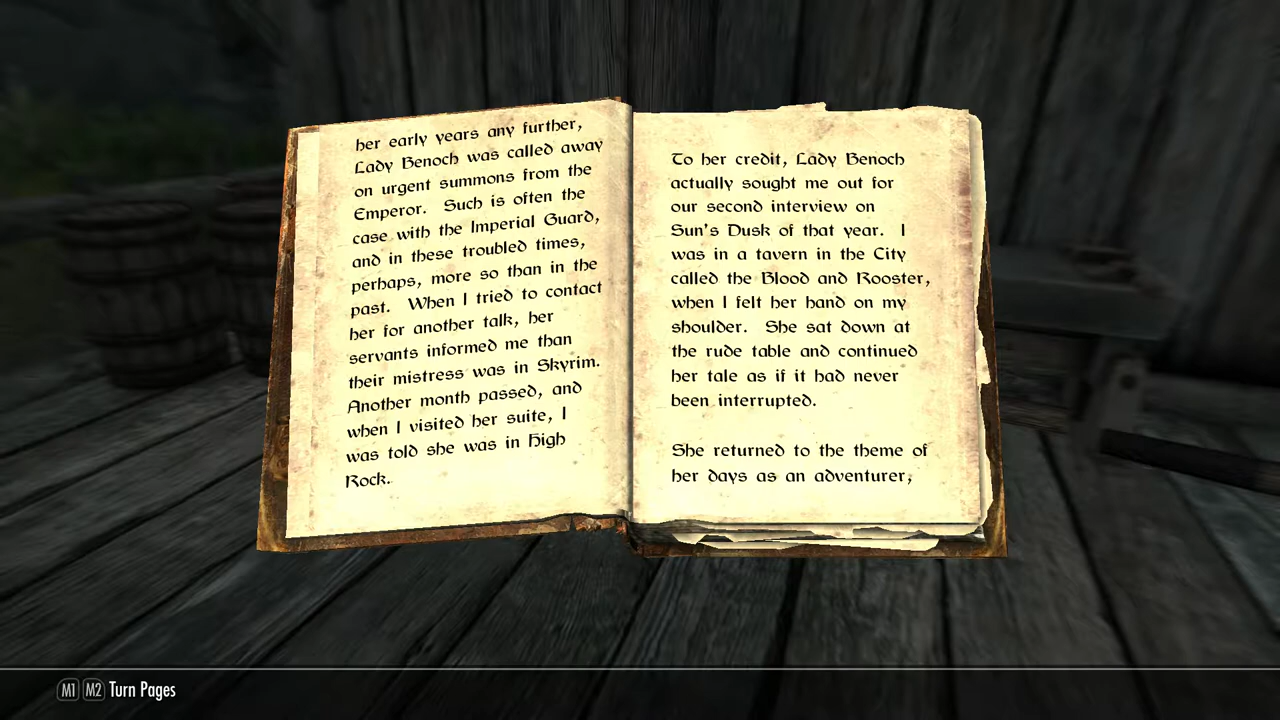 her early years any further,
Lady Benoch was called away
on urgent summons from the
Emperor. Such is often the
case with the Imperial Guard,
and in these troubled times,
perhaps, more so than in the
past. When I tried to contact
her for another talk, her
servants informed me than
their mistress was in Skyrim.
Another month passed, and
when I visited her suite, I
was told she was in High
Rock.
To her credit, Lady Benoch
actually sought me out for
our second interview on
Sun's Dusk of that year. I
was in a tavern in the City
called the Blood and Rooster,
when I felt her hand on my
shoulder. She sat down at
the rude table and continued
her tale as if it had never
been interrupted.
She returned to the theme of
her days as an adventurer,
M1 M2 Turn Pages